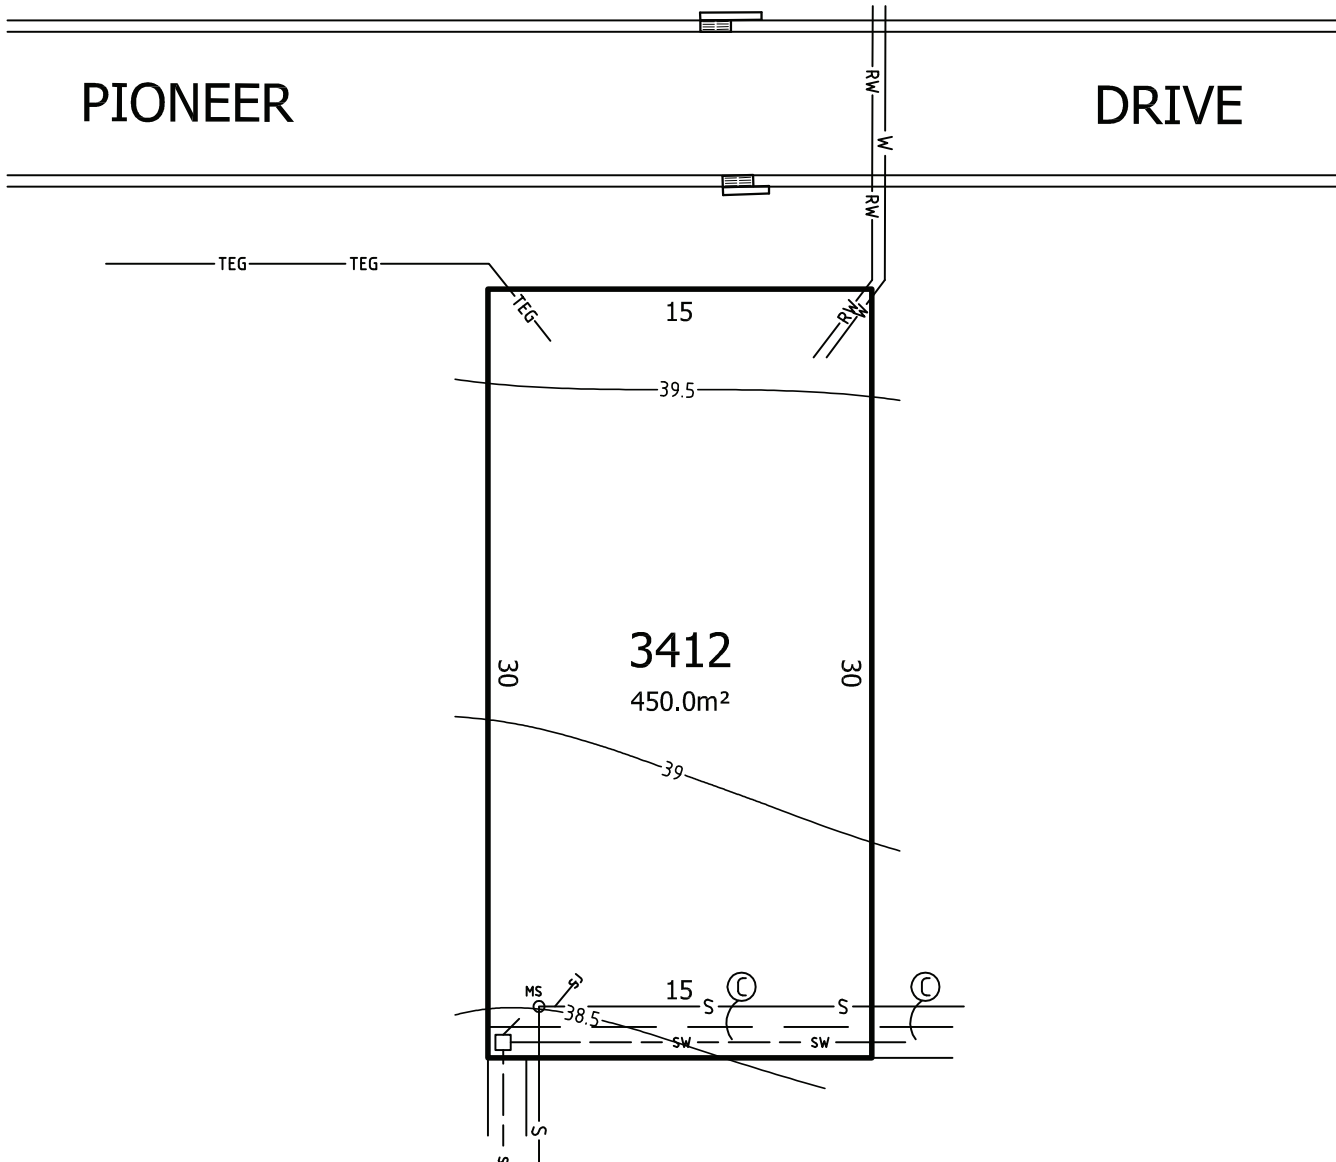 PIONEER DRIVE
RW
W
RW
TEG TEG
TEG
RW
W
15
39.5
3412
30
30
450.0m²
39
MS
SJ
15
C
C
S
S
38.5
SW
SW
S